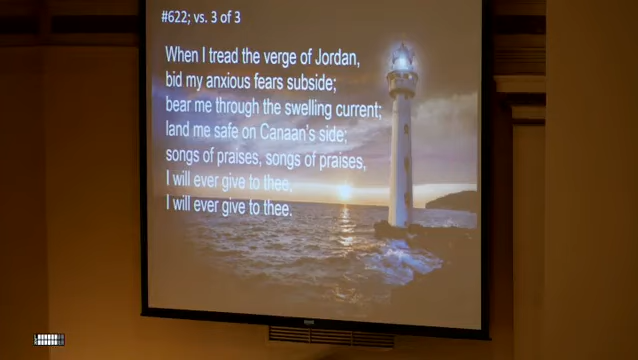 #622; vs. 3 of 3
When I tread the verge of Jordan,
bid my anxious fears subside;
bear me through the swelling current;
land me safe on Canaan's side;
songs of praises, songs of praises,
I will ever give to thee,
I will ever give to thee.